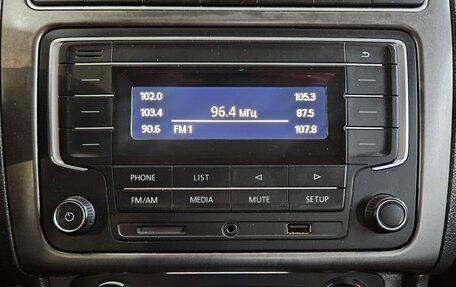 102.0 105.3
103.4 96.4 МГц 87.5
90.6 FM1 107.8
PHONE LIST ◁ ▷
FM/AM MEDIA MUTE SETUP